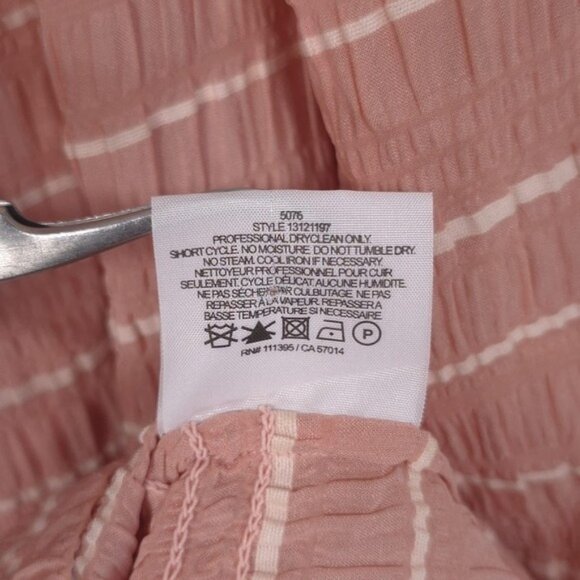 5076
STYLE 13121197
PROFESSIONAL DRYCLEAN ONLY.
SHORT CYCLE. NO MOISTURE. DO NOT TUMBLE DRY.
NO STEAM. COOL IRON IF NECESSARY.
NETTOYEUR PROFESSIONNEL POUR CUIR
SEULEMENT. CYCLE DÉLICAT. AUCUNE HUMIDITE.
NE PAS SÉCHER PAR CULBUTAGE. NE PAS
REPASSER À LA VAPEUR. REPASSER A
BASSE TEMPÉRATURE SI NECESSAIRE
P
RN# 111395 / CA 57014